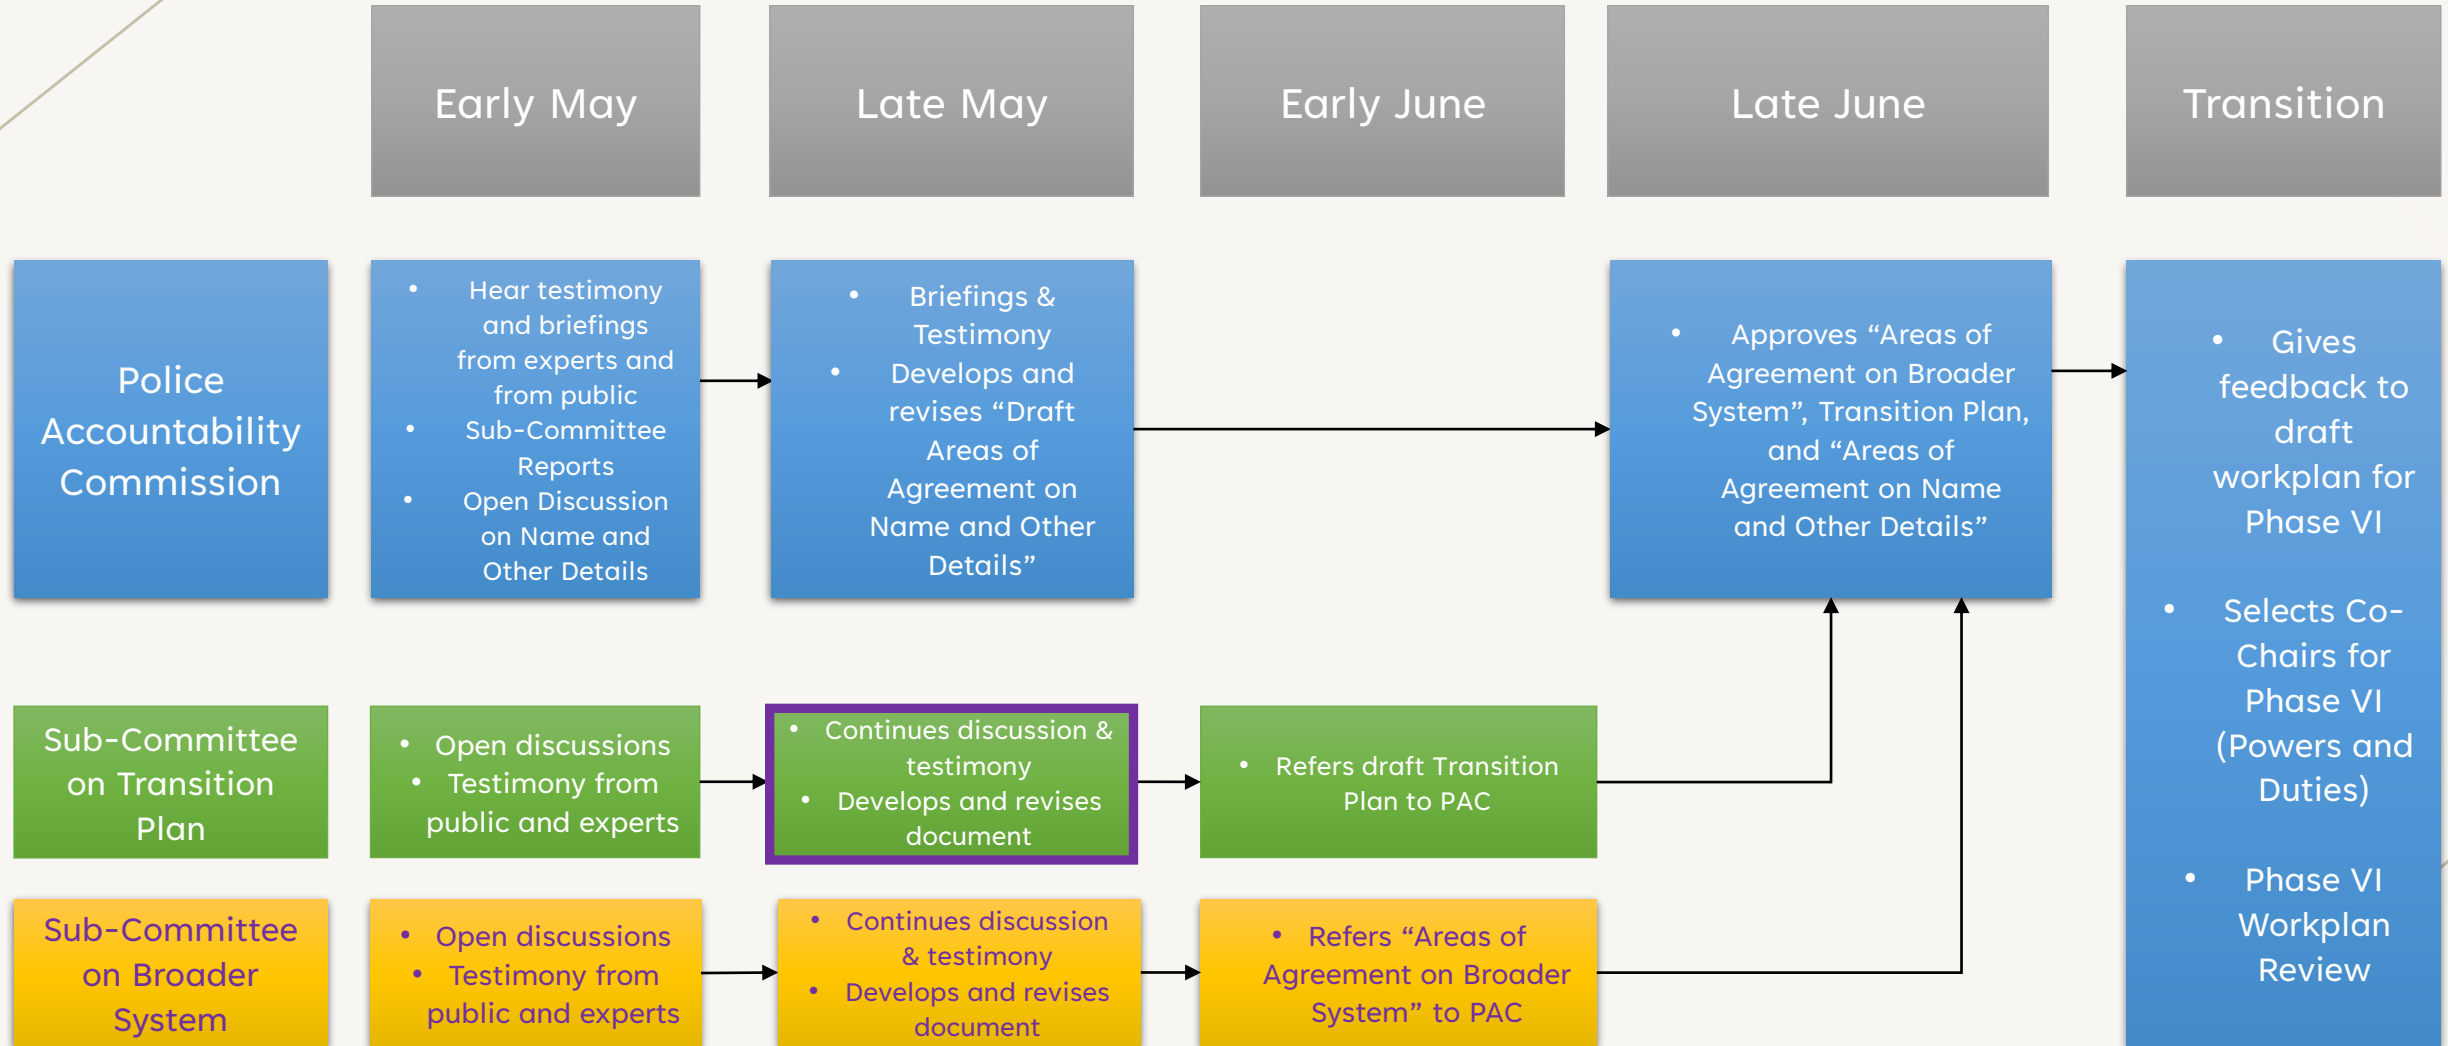 Early May
Late May
Early June
Late June
Transition
Police
Accountability
Commission
• Hear testimony
and briefings
from experts and
from public
• Sub-Committee
Reports
• Open Discussion
on Name and
Other Details
• Briefings &
Testimony
• Develops and
revises “Draft
Areas of
Agreement on
Name and Other
Details”
• Approves “Areas of
Agreement on Broader
System”, Transition Plan,
and “Areas of
Agreement on Name
and Other Details”
• Gives
feedback to
draft
workplan for
Phase VI
• Selects Co-
Chairs for
Phase VI
(Powers and
Duties)
• Phase VI
Workplan
Review
Sub-Committee
on Transition
Plan
• Open discussions
• Testimony from
public and experts
• Continues discussion &
testimony
• Develops and revises
document
• Refers draft Transition
Plan to PAC
Sub-Committee
on Broader
System
• Open discussions
• Testimony from
public and experts
• Continues discussion
& testimony
• Develops and revises
document
• Refers “Areas of
Agreement on Broader
System” to PAC